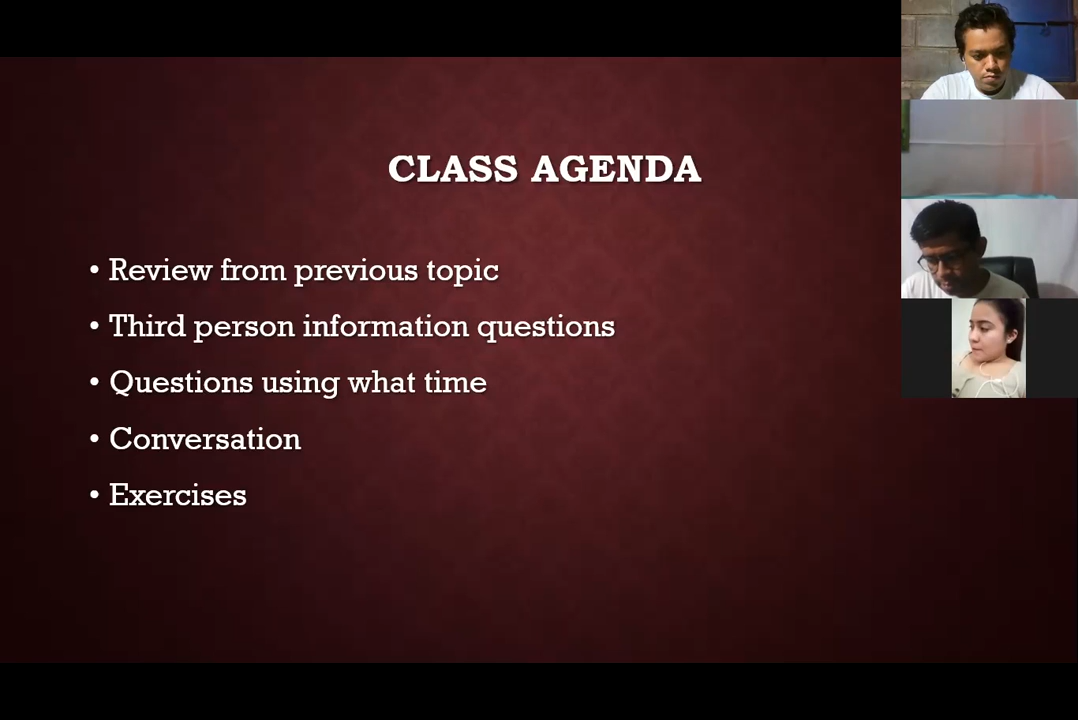 CLASS AGENDA
• Review from previous topic
• Third person information questions
• Questions using what time
• Conversation
• Exercises